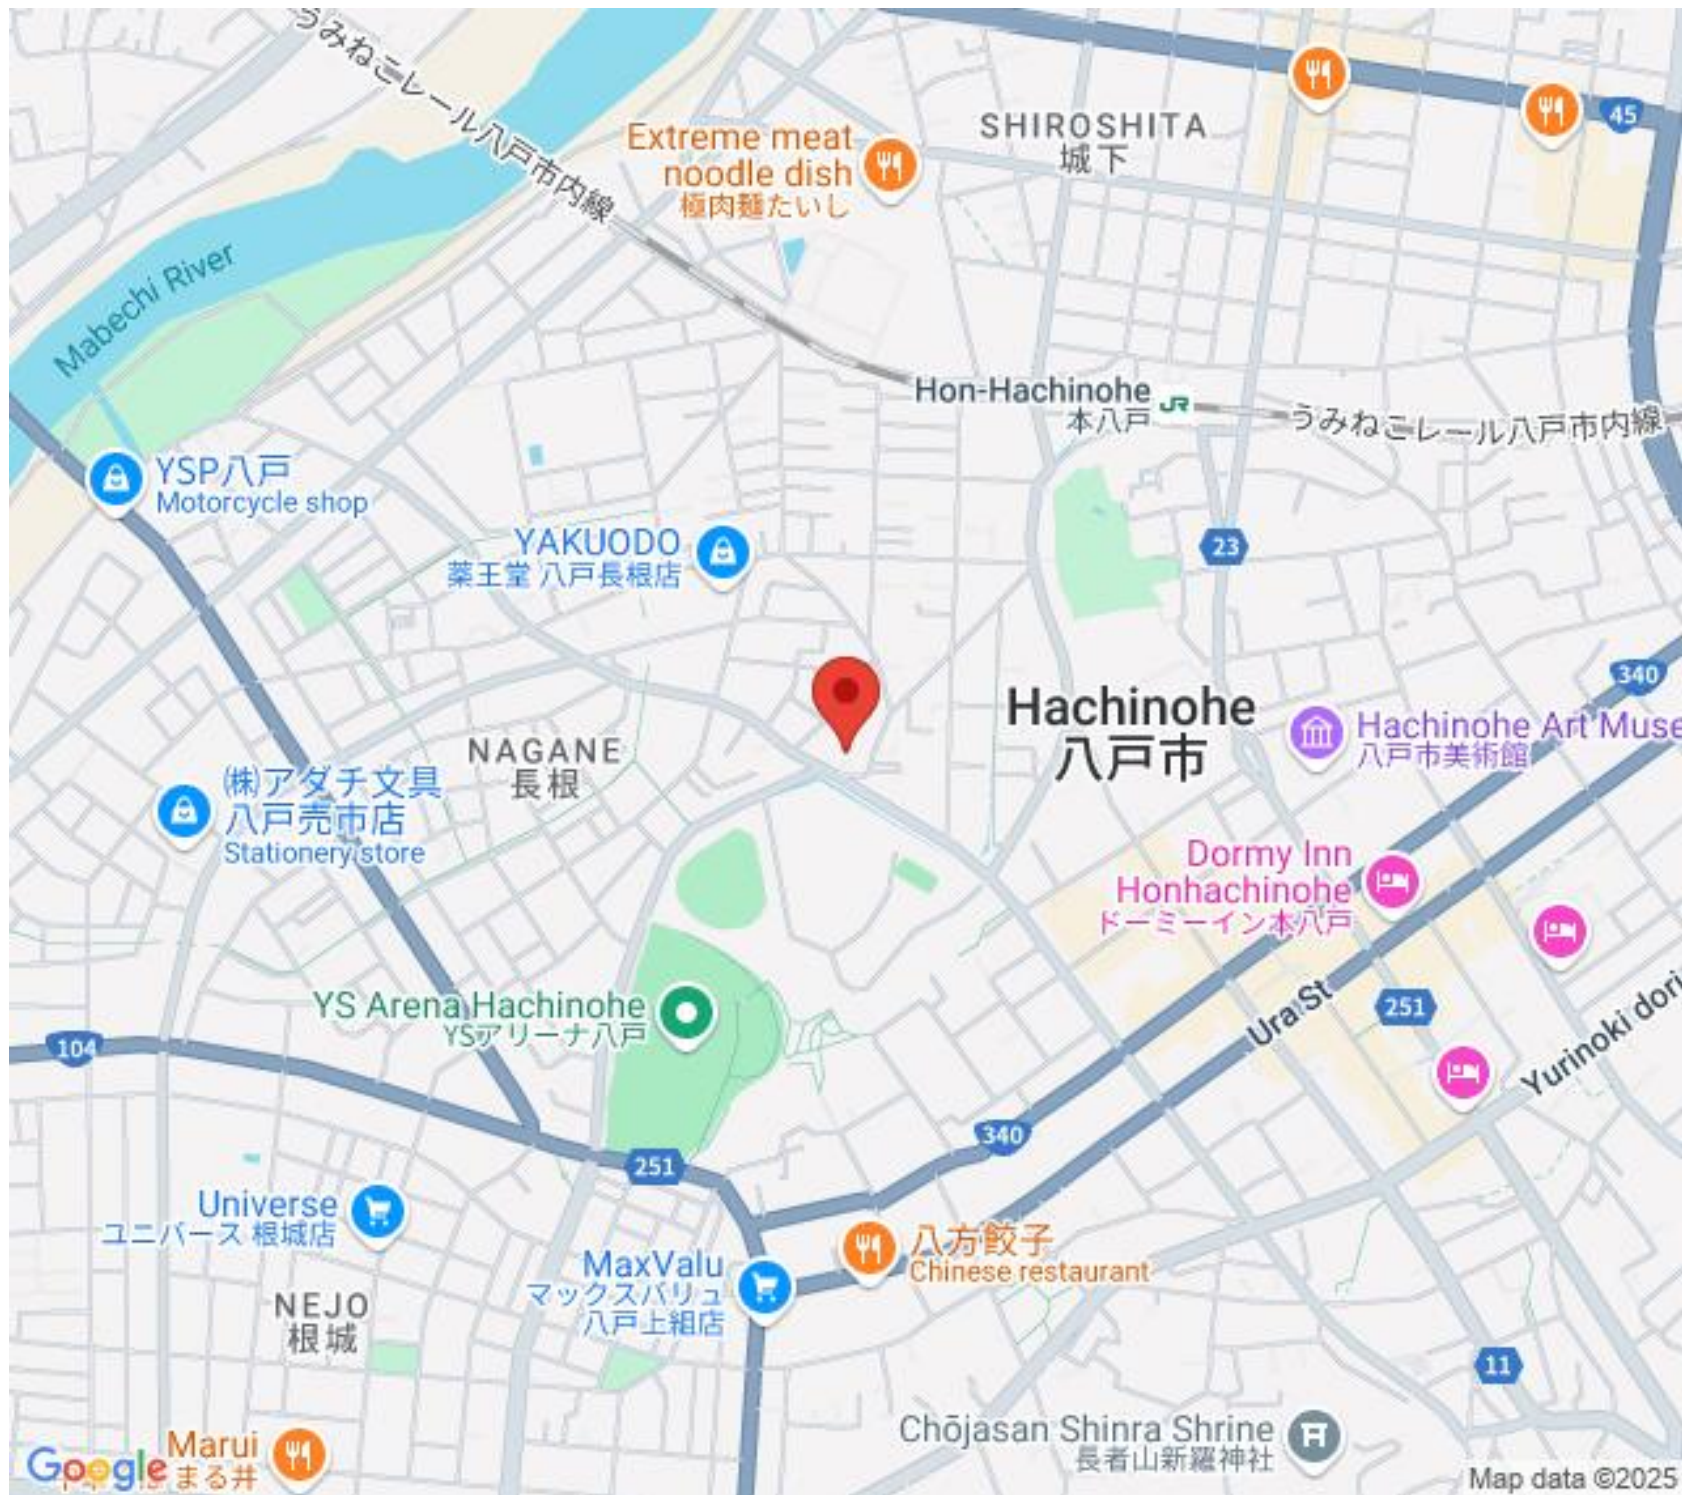 うみねこレール八戸市内線
45
SHIROSHITA
城下
Extreme meat
noodle dish
極肉麺たいし
Mabechi River
Hon-Hachinohe
本八戸
JR
うみねこレール八戸市内線
YSP八戸
Motorcycle shop
YAKUODO
薬王堂 八戸長根店
23
340
Hachinohe
八戸市
Hachinohe Art Muse
八戸市美術館
NAGANE
長根
㈱アダチ文具
八戸売市店
Stationery store
Dormy Inn
Honhachinohe
ドーミーイン本八戸
YS Arena Hachinohe
YSアリーナ八戸
251
Ura St
Yurinoki dori
104
340
251
Universe
ユニバース 根城店
八方餃子
Chinese restaurant
MaxValu
マックスバリュ
八戸上組店
NEJO
根城
11
Chōjasan Shinra Shrine
長者山新羅神社
Marui
まる井
Google
Map data ©2025